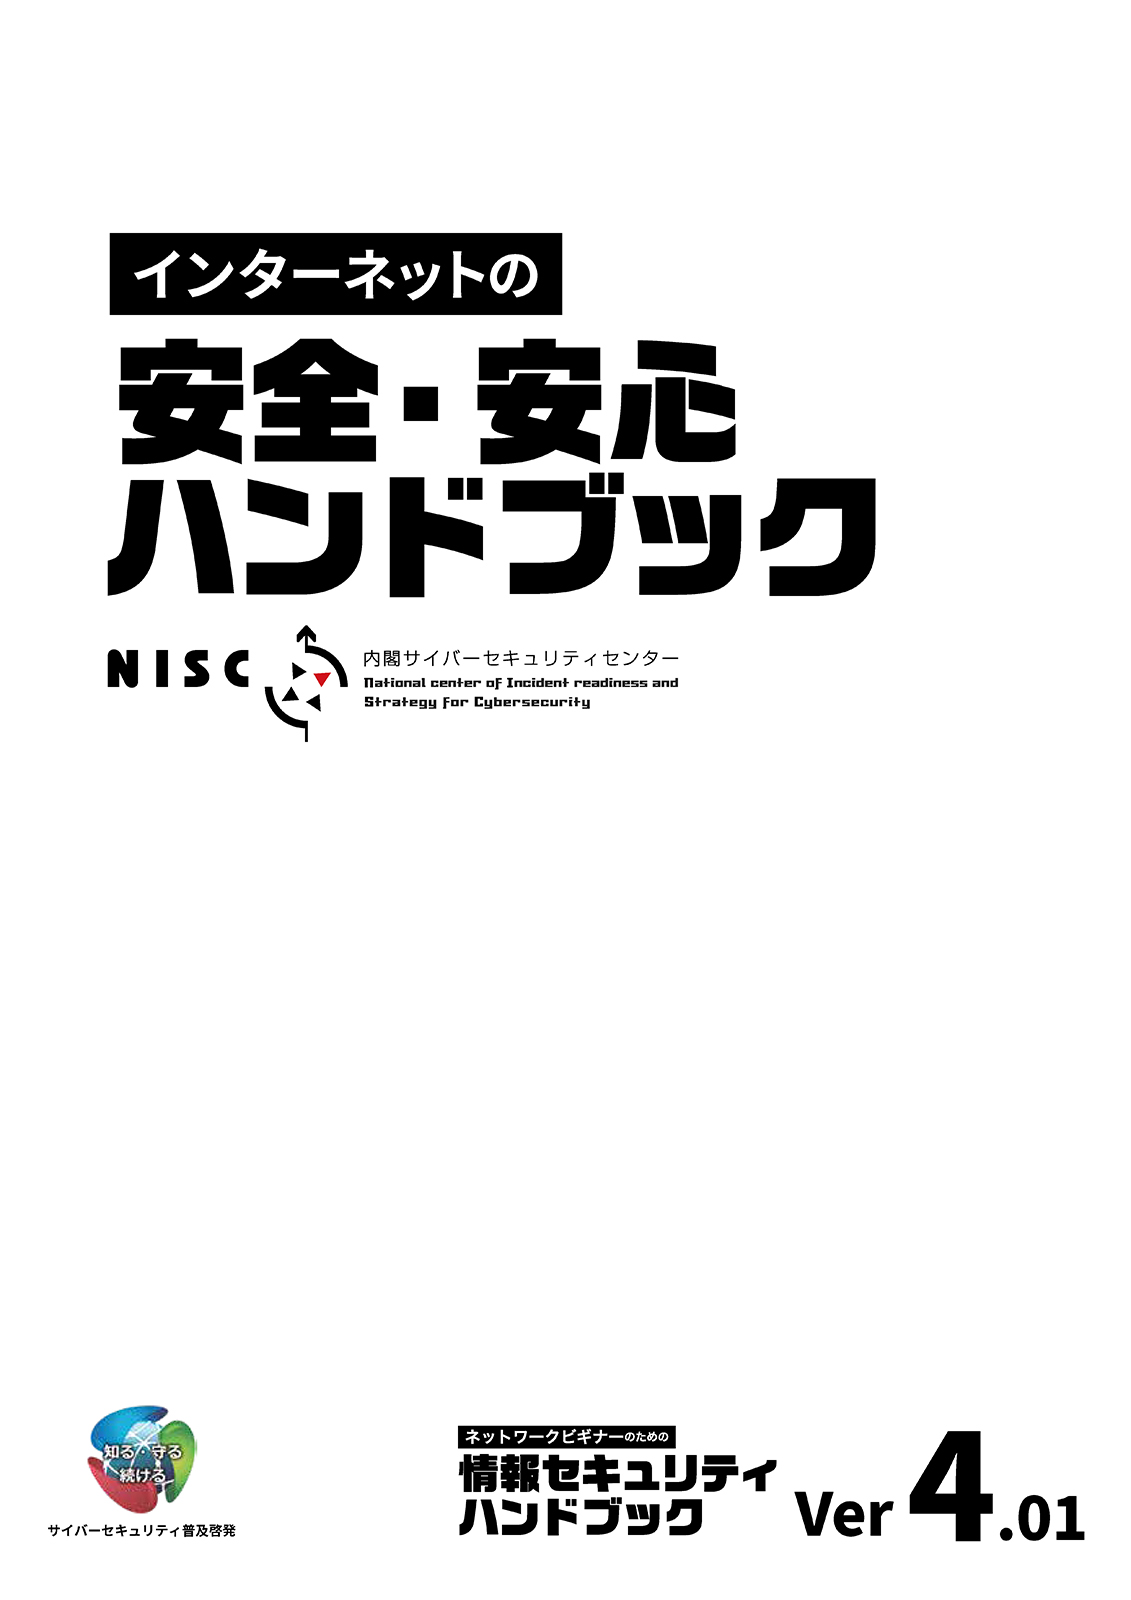 インターネットの
安全・安心
ハンドブック
NISC
内閣サイバーセキュリティセンター
National center of Incident readiness and
Strategy for Cybersecurity
知る・守る
続ける
サイバーセキュリティ普及啓発
ネットワークビギナーのための
情報セキュリティ
ハンドブック
Ver 4.01